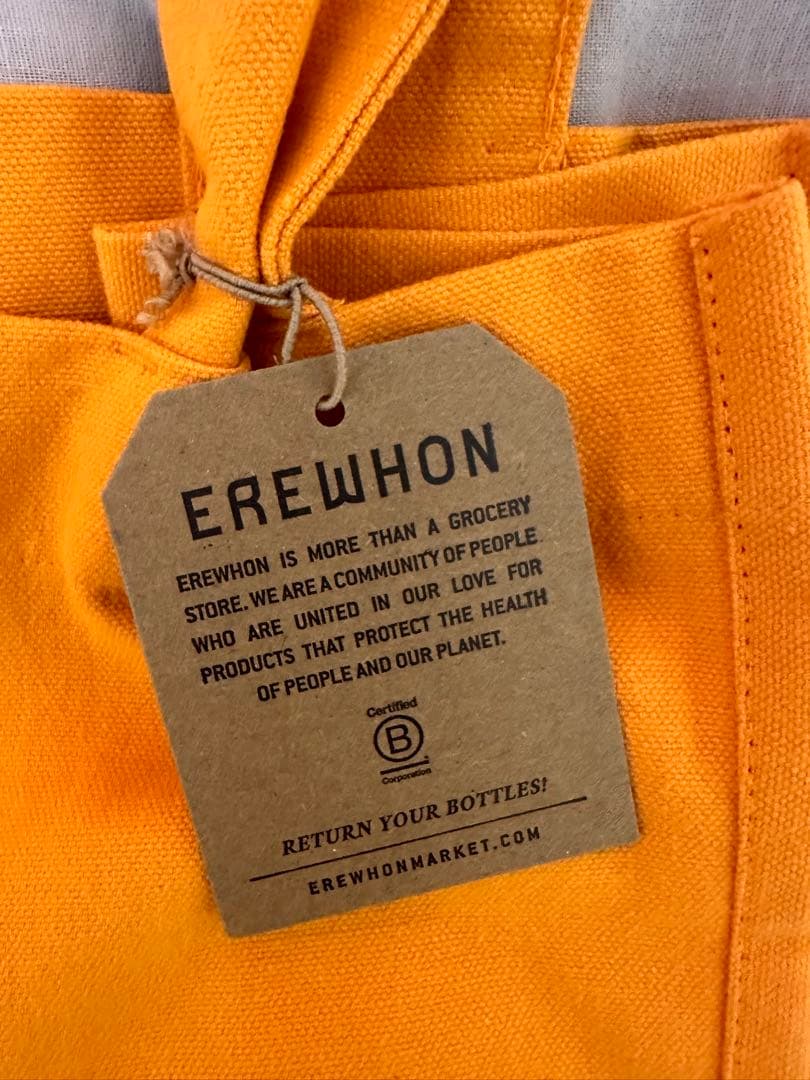 EREWHON
EREWHON IS MORE THAN A GROCERY
STORE. WE ARE A COMMUNITY OF PEOPLE
WHO ARE UNITED IN OUR LOVE FOR
PRODUCTS THAT PROTECT THE HEALTH
OF PEOPLE AND OUR PLANET.
Certified
B
Corporation
RETURN YOUR BOTTLES!
EREWHONMARKET.COM